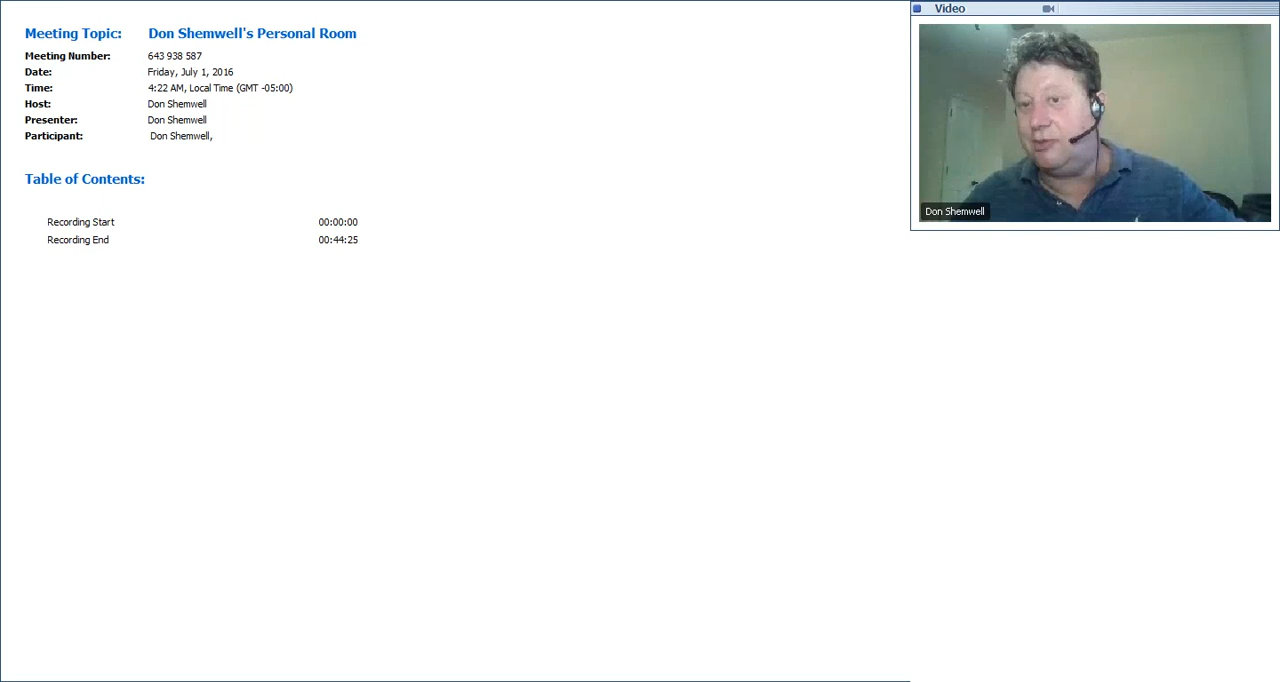 Meeting Topic: Don Shemwell's Personal Room
Meeting Number: 643 938 587
Date: Friday, July 1, 2016
Time: 4:22 AM, Local Time (GMT -05:00)
Host: Don Shemwell
Presenter: Don Shemwell
Participant: Don Shemwell,
Table of Contents:
Recording Start 00:00:00
Recording End 00:44:25
Video
Don Shemwell